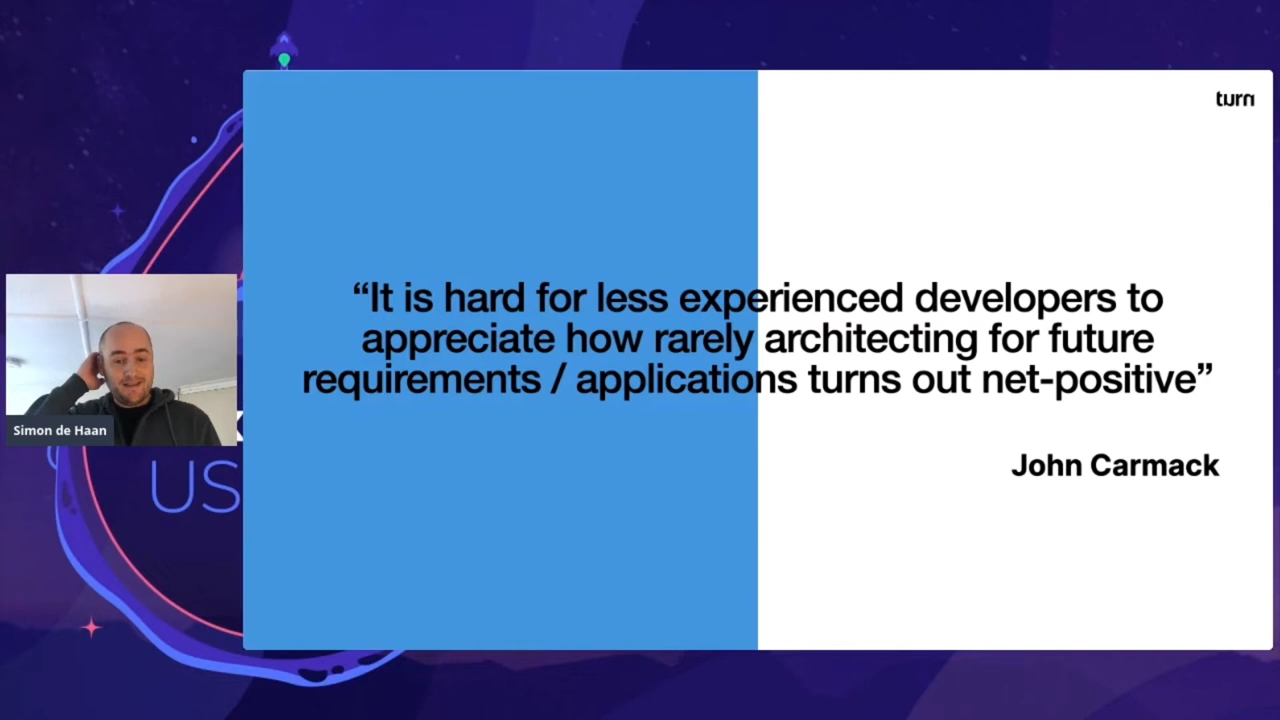 turn
“It is hard for less experienced developers to
appreciate how rarely architecting for future
requirements / applications turns out net-positive”
John Carmack
Simon de Haan
US